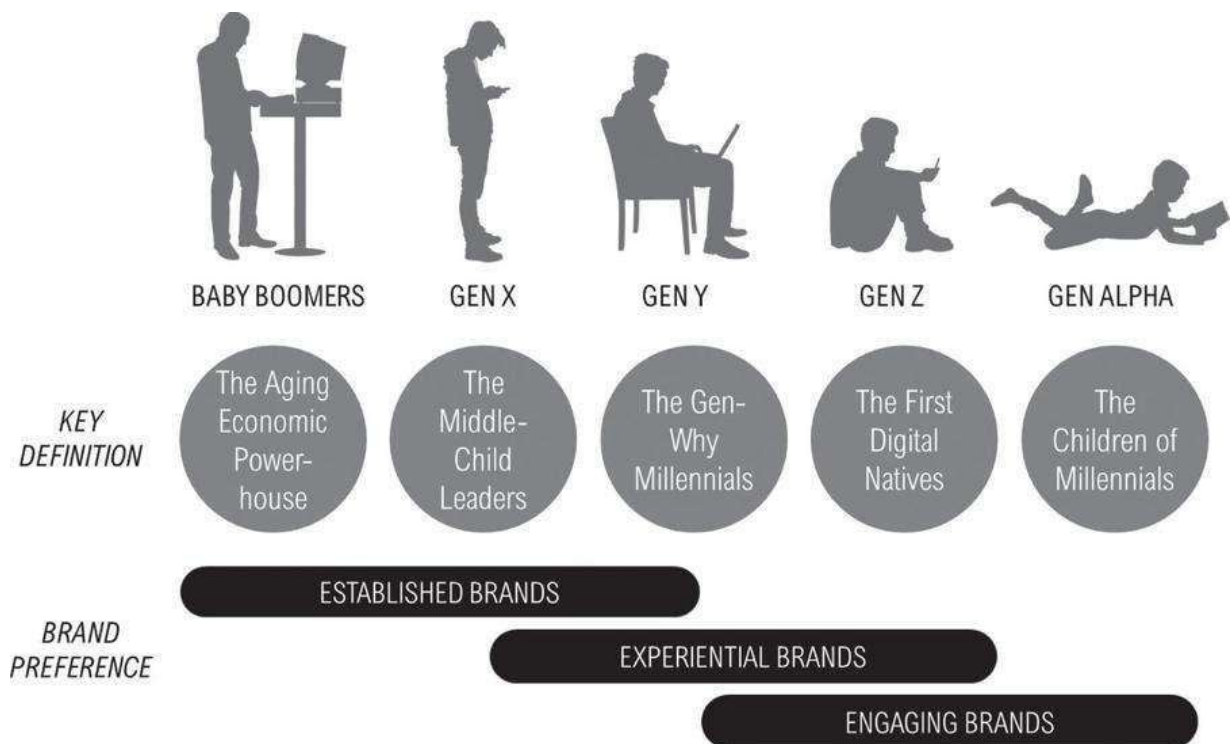 BABY BOOMERS
GEN X
GEN Y
GEN Z
GEN ALPHA
KEY
DEFINITION
The Aging
Economic
Power-
house
The
Middle-
Child
Leaders
The Gen-
Why
Millennials
The First
Digital
Natives
The
Children of
Millennials
BRAND
PREFERENCE
ESTABLISHED BRANDS
EXPERIENTIAL BRANDS
ENGAGING BRANDS